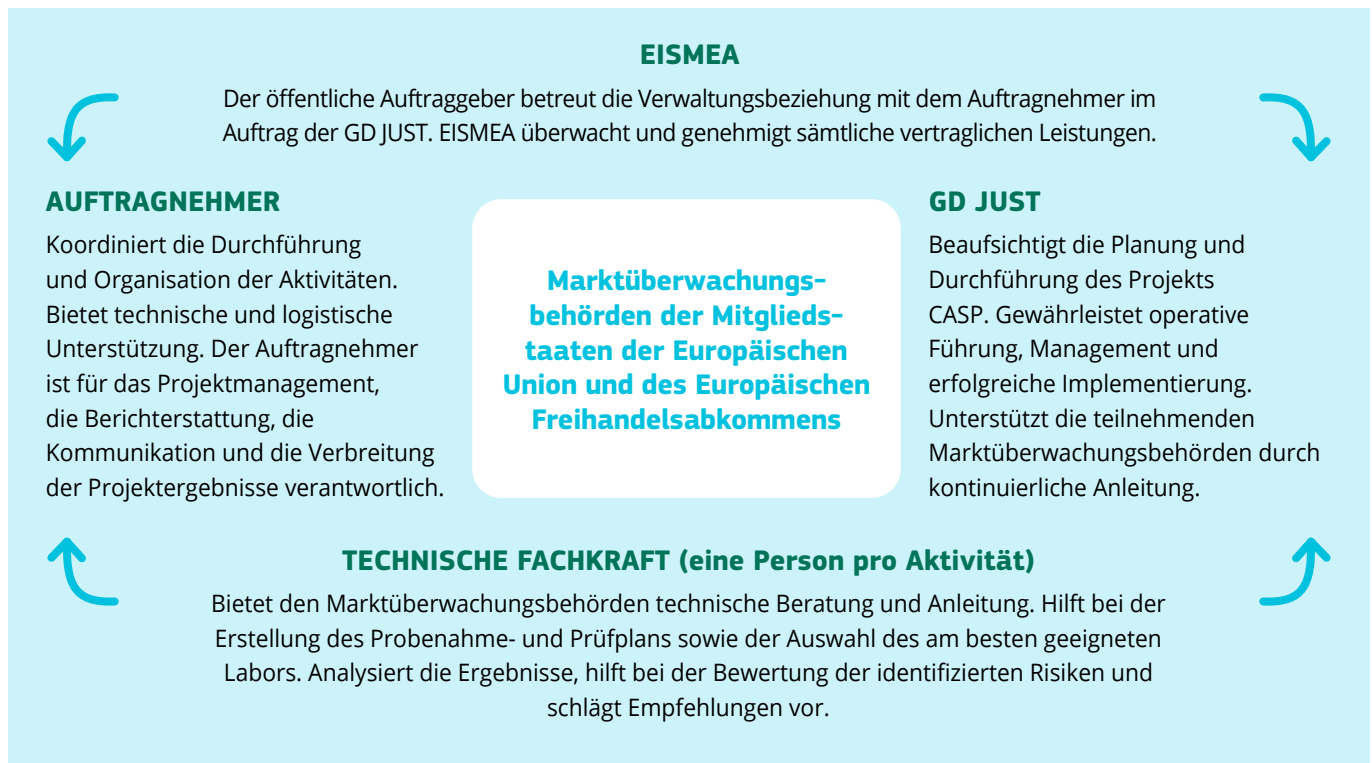 EISMEA
Der öffentliche Auftraggeber betreut die Verwaltungsbeziehung mit dem Auftragnehmer im
Auftrag der GD JUST. EISMEA überwacht und genehmigt sämtliche vertraglichen Leistungen.
AUFTRAGNEHMER
Koordiniert die Durchführung
und Organisation der Aktivitäten.
Bietet technische und logistische
Unterstützung. Der Auftragnehmer
ist für das Projektmanagement,
die Berichterstattung, die
Kommunikation und die Verbreitung
der Projektergebnisse verantwortlich.
Marktüberwachungs-
behörden der Mitglied-
staaten der Europäischen
Union und des Europäischen
Freihandelsabkommens
GD JUST
Beaufsichtigt die Planung und
Durchführung des Projekts
CASP. Gewährleistet operative
Führung, Management und
erfolgreiche Implementierung.
Unterstützt die teilnehmenden
Marktüberwachungsbehörden durch
kontinuierliche Anleitung.
TECHNISCHE FACHKRAFT (eine Person pro Aktivität)
Bietet den Marktüberwachungsbehörden technische Beratung und Anleitung. Hilft bei der
Erstellung des Probenahme- und Prüfplans sowie der Auswahl des am besten geeigneten
Labors. Analysiert die Ergebnisse, hilft bei der Bewertung der identifizierten Risiken und
schlägt Empfehlungen vor.